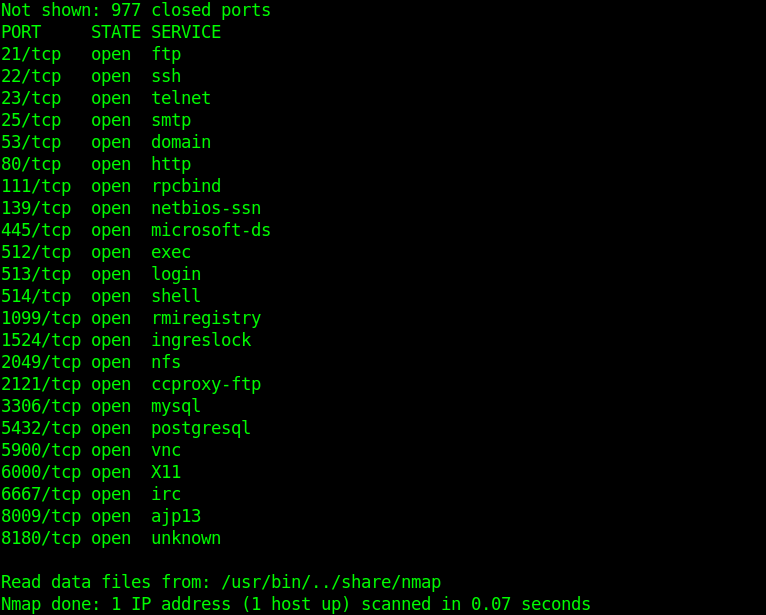 Not shown: 977 closed ports
PORT     STATE SERVICE
21/tcp   open  ftp
22/tcp   open  ssh
23/tcp   open  telnet
25/tcp   open  smtp
53/tcp   open  domain
80/tcp   open  http
111/tcp  open  rpcbind
139/tcp  open  netbios-ssn
445/tcp  open  microsoft-ds
512/tcp  open  exec
513/tcp  open  login
514/tcp  open  shell
1099/tcp open  rmiregistry
1524/tcp open  ingreslock
2049/tcp open  nfs
2121/tcp open  ccproxy-ftp
3306/tcp open  mysql
5432/tcp open  postgresql
5900/tcp open  vnc
6000/tcp open  X11
6667/tcp open  irc
8009/tcp open  ajp13
8180/tcp open  unknown
Read data files from: /usr/bin/../share/nmap
Nmap done: 1 IP address (1 host up) scanned in 0.07 seconds